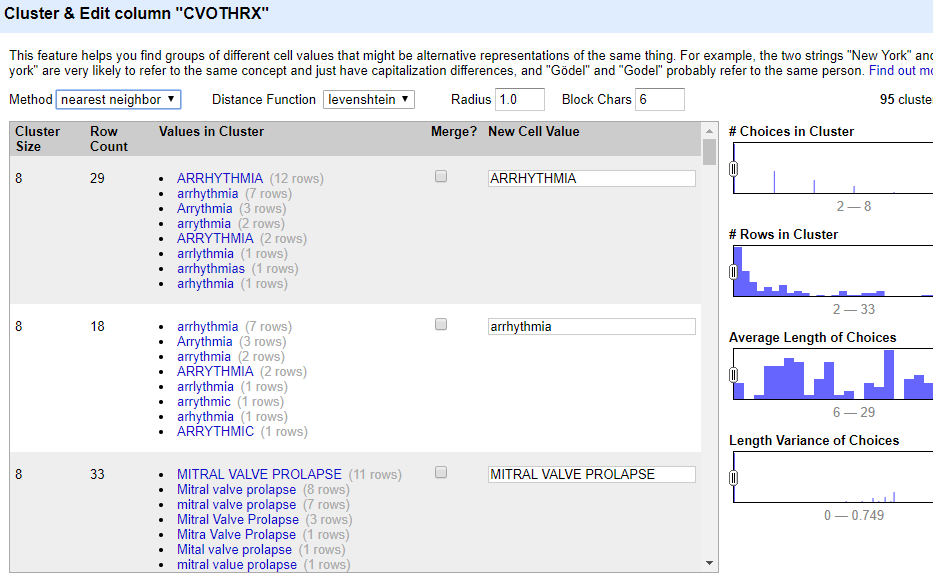 Cluster & Edit column "CVOTHRX"
This feature helps you find groups of different cell values that might be alternative representations of the same thing. For example, the two strings "New York" and
york" are very likely to refer to the same concept and just have capitalization differences, and "Gödel" and "Godel" probably refer to the same person. Find out mo
Method nearest neighbor Distance Function levenshtein Radius 1.0 Block Chars 6 95 cluster
Cluster Size Row Count Values in Cluster Merge? New Cell Value
8 29 • ARRHYTHMIA (12 rows) ARRHYTHMIA
• arrhythmia (7 rows)
• Arrythmia (3 rows)
• arrythmia (2 rows)
• ARRYTHMIA (2 rows)
• arrlythmia (1 rows)
• arrhythmias (1 rows)
• arhythmia (1 rows)
8 18 • arrhythmia (7 rows) arrhythmia
• Arrythmia (3 rows)
• arrythmia (2 rows)
• ARRYTHMIA (2 rows)
• arrlythmia (1 rows)
• arrythmic (1 rows)
• arhythmia (1 rows)
• ARRYTHMIC (1 rows)
8 33 • MITRAL VALVE PROLAPSE (11 rows) MITRAL VALVE PROLAPSE
• Mitral valve prolapse (8 rows)
• mitral valve prolapse (7 rows)
• Mitral Valve Prolapse (3 rows)
• Mitra Valve Prolapse (1 rows)
• Mital valve prolapse (1 rows)
• mitral value prolapse (1 rows)
# Choices in Cluster
2 — 8
# Rows in Cluster
2 — 33
Average Length of Choices
6 — 29
Length Variance of Choices
0 — 0.749